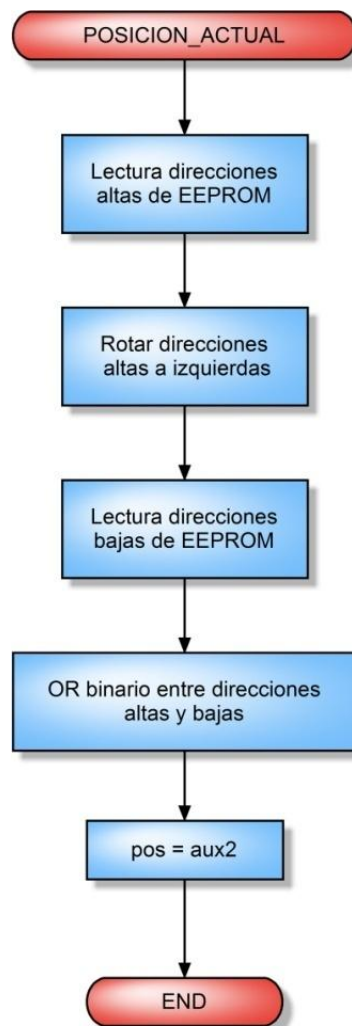 POSICION_ACTUAL
Lectura direcciones
altas de EEPROM
Rotar direcciones
altas a izquierdas
Lectura direcciones
bajas de EEPROM
OR binario entre direcciones
altas y bajas
pos = aux2
END